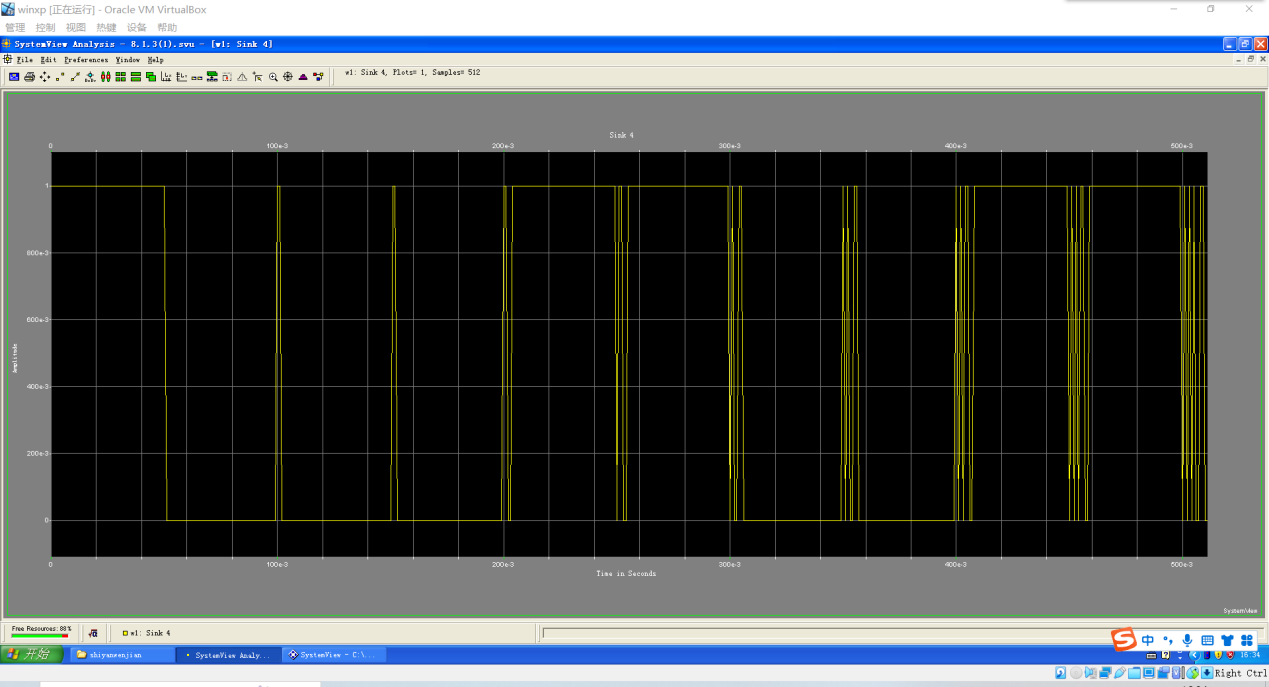 winxp [正在运行] - Oracle VM VirtualBox
管理 控制 视图 热键 设备 帮助
SystemView Analysis - 8.1.3(1).svu - [w1: Sink 4]
File Edit Preferences Window Help
w1: Sink 4, Plots= 1, Samples= 512
Sink 4
0 100e-3 200e-3 300e-3 400e-3 500e-3
1
800e-3
600e-3
Amplitude
400e-3
200e-3
0
0 100e-3 200e-3 300e-3 400e-3 500e-3
Time in Seconds
SystemView
Free Resources: 88%
w1: Sink 4
中
开始 shiyanwenjian SystemView Analy... SystemView - C:\... 16:34
Right Ctrl